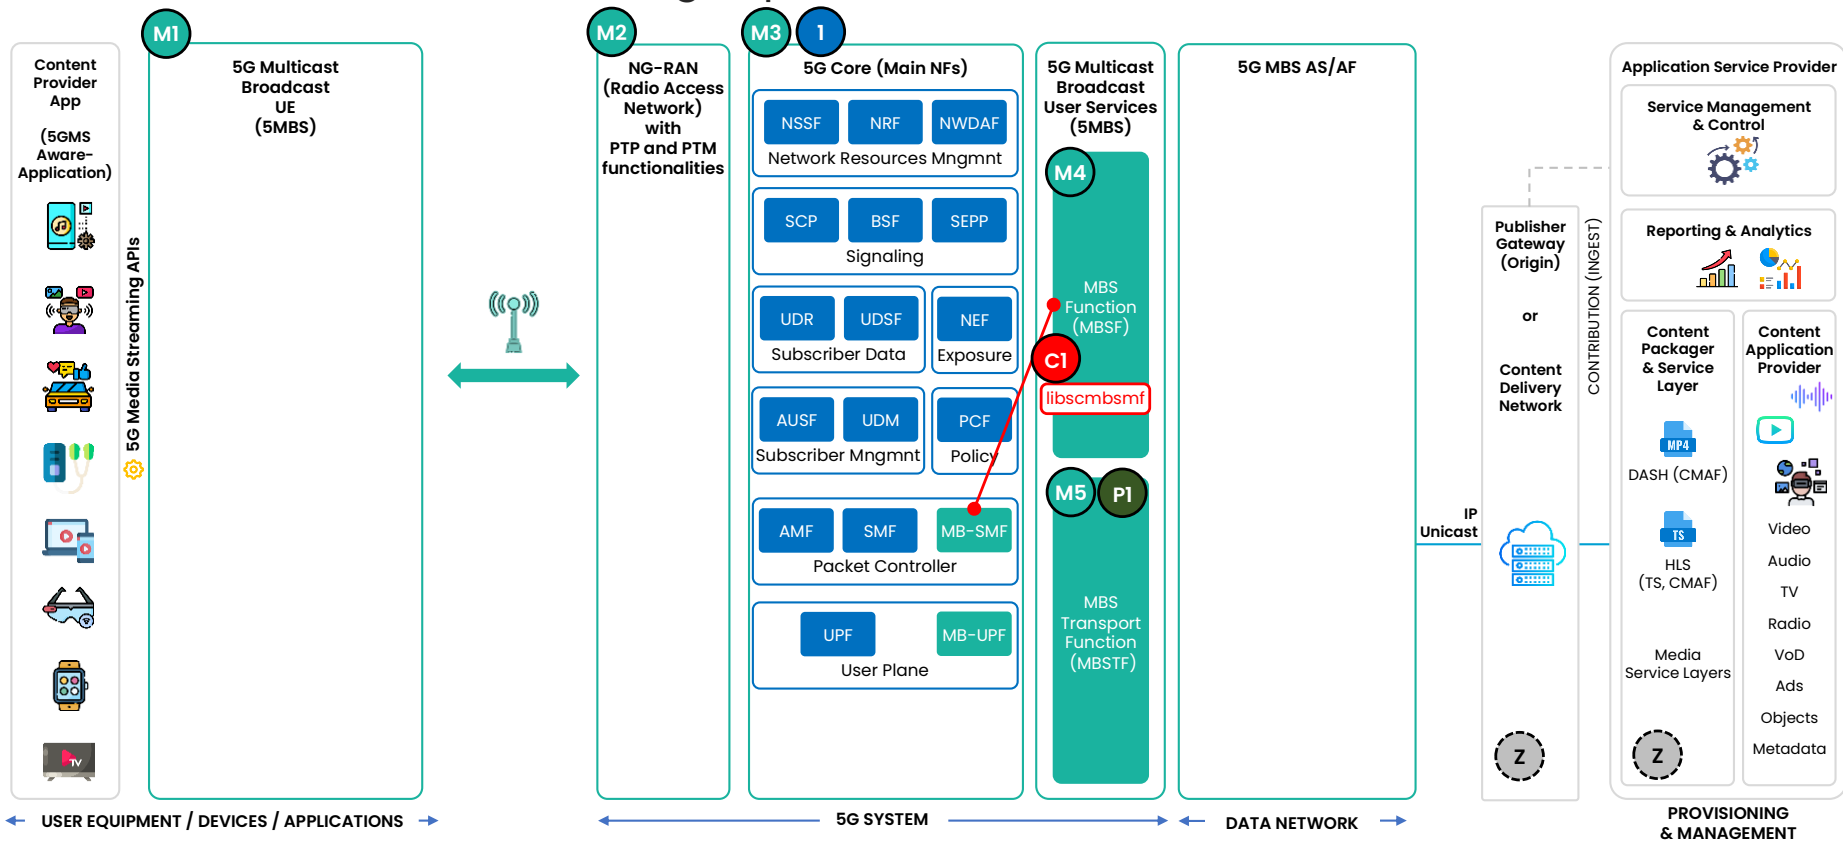 M1
M2
M3
1
Content
Provider
App
(5GMS
Aware-
Application)
5G Media Streaming APIs
TV
5G Multicast
Broadcast
UE
(5MBS)
NG-RAN
(Radio Access
Network)
with
PTP and PTM
functionalities
5G Core (Main NFs)
NSSF
NRF
NWDAF
Network Resources Mngmnt
SCP
BSF
SEPP
Signaling
UDR
UDSF
Subscriber Data
NEF
Exposure
AUSF
UDM
Subscriber Mngmnt
PCF
Policy
AMF
SMF
MB-SMF
Packet Controller
UPF
MB-UPF
User Plane
5G Multicast
Broadcast
User Services
(5MBS)
M4
MBS
Function
(MBSF)
C1
libscmbsmf
M5
P1
MBS
Transport
Function
(MBSTF)
5G MBS AS/AF
IP
Unicast
Publisher
Gateway
(Origin)
or
Content
Delivery
Network
Z
CONTRIBUTION (INGEST)
Application Service Provider
Service Management
& Control
Reporting & Analytics
Content
Packager
& Service
Layer
MP4
DASH (CMAF)
TS
HLS
(TS, CMAF)
Media
Service Layers
Z
Content
Application
Provider
Video
Audio
TV
Radio
VoD
Ads
Objects
Metadata
USER EQUIPMENT / DEVICES / APPLICATIONS
5G SYSTEM
DATA NETWORK
PROVISIONING
& MANAGEMENT